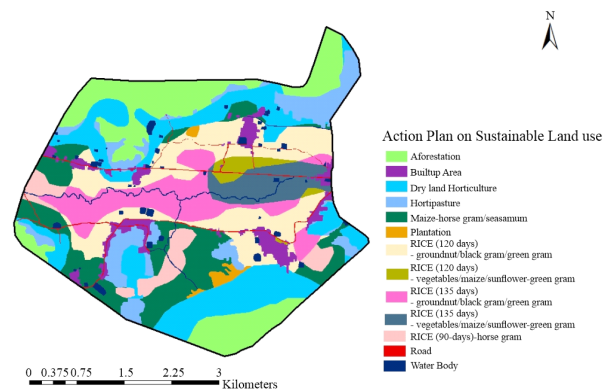 N
Action Plan on Sustainable Land use
Aforestation
Builtup Area
Dry land Horticulture
Hortipasture
Maize-horse gram/seasamum
Plantation
RICE (120 days)
- groundnut/black gram/green gram
RICE (120 days)
- vegetables/maize/sunflower-green gram
RICE (135 days)
- groundnut/black gram/green gram
RICE (135 days)
- vegetables/maize/sunflower-green gram
RICE (90-days)-horse gram
Road
Water Body
0 0.375 0.75 1.5 2.25 3
Kilometers